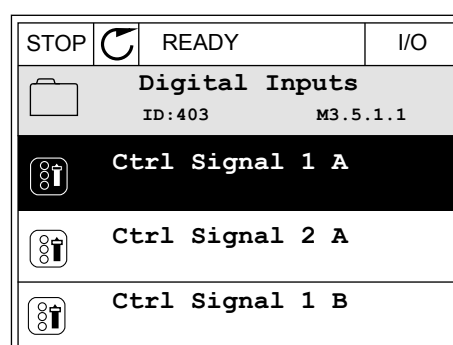 STOP READY I/O
Digital Inputs
ID:403 M3.5.1.1
Ctrl Signal 1 A
Ctrl Signal 2 A
Ctrl Signal 1 B